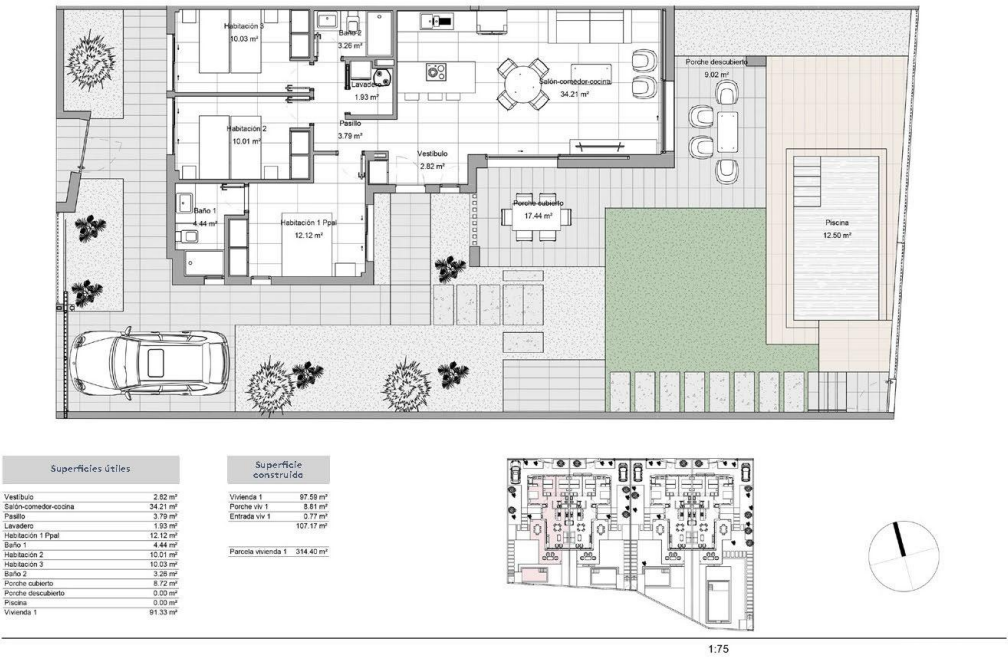 Habitación 3
10.03 m²
Baño 2
3.26 m²
Lavadero
1.93 m²
Salón-comedor-cocina
34.21 m²
Porche descubierto
9.02 m²
Habitación 2
10.01 m²
Pasillo
3.79 m²
Vestíbulo
2.82 m²
Baño 1
4.44 m²
Habitación 1 Ppal
12.12 m²
Porche cubierto
17.44 m²
Piscina
12.50 m²
Superficies útiles
Vestíbulo 2.82 m²
Salón-comedor-cocina 34.21 m²
Pasillo 3.79 m²
Lavadero 1.93 m²
Habitación 1 Ppal 12.12 m²
Baño 1 4.44 m²
Habitación 2 10.01 m²
Habitación 3 10.03 m²
Baño 2 3.26 m²
Porche cubierto 8.72 m²
Porche descubierto 0.00 m²
Piscina 0.00 m²
Vivienda 1 91.33 m²
Superficie
construida
Vivienda 1 97.59 m²
Porche viv 1 8.81 m²
Entrada viv 1 0.77 m²
107.17 m²
Parcela vivienda 1 314.40 m²
1:75